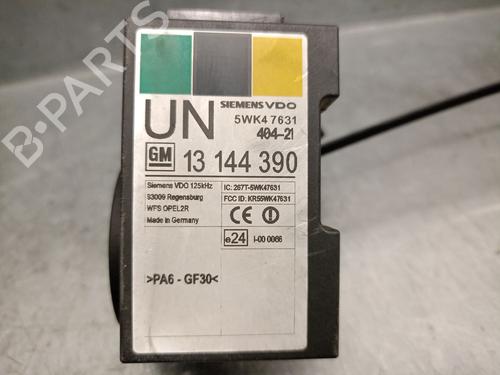 B-PARTS
UN
SIEMENS VDO
5WK4 7631
404-21
GM 13 144 390
Siemens VDO 125kHz
93009 Regensburg
WFS OPEL2R
Made in Germany
IC: 267T-5WK47631
FCC ID: KR55WK47631
CE
e24 I-00 0066
>PA6 - GF30<